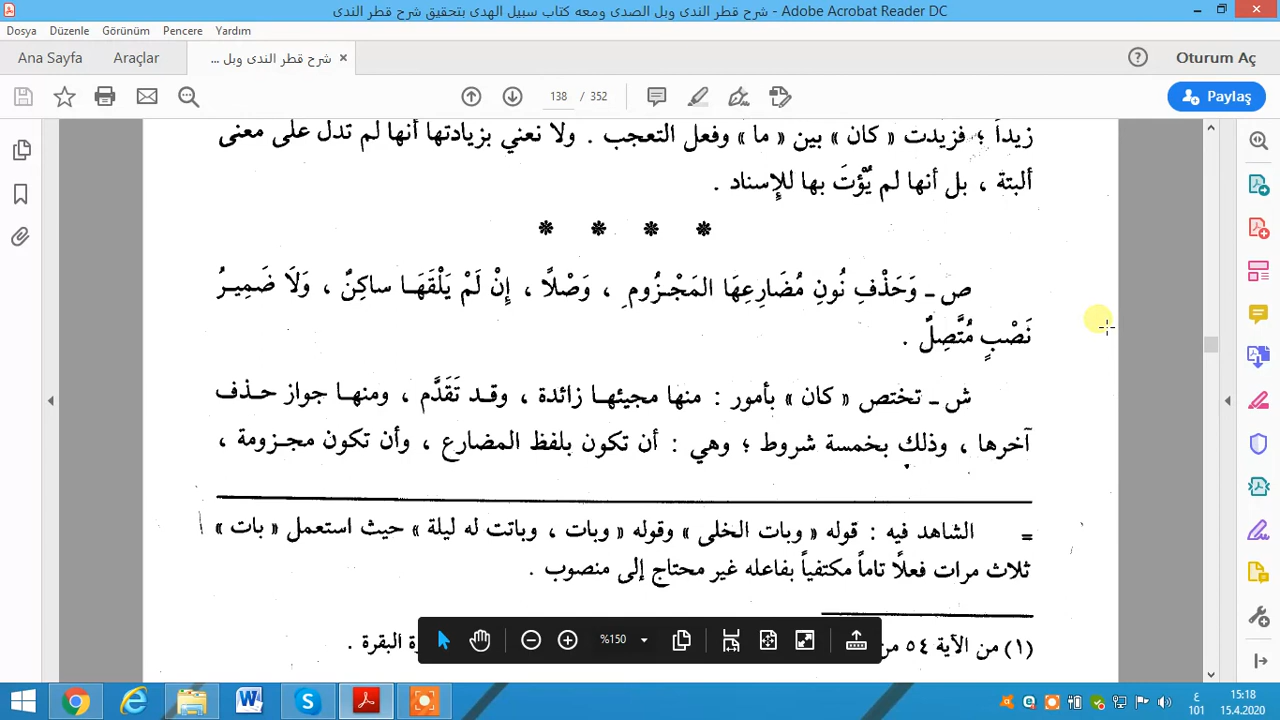 شرح قطر الندى وبل الصدى ومعه كتاب سبيل الهدى بتحقيق شرح قطر الندى - Adobe Acrobat Reader DC
Dosya Düzenle Görünüm Pencere Yardım
Ana Sayfa Araçlar شرح قطر الندى وبل ... × ? Oturum Aç
138 / 352 Paylaş
زيداً ؛ فزيدت « كان » بين « ما » وفعل التعجب . ولا نعني بزيادتها أنها لم تدل على معنى
ألبتة ، بل أنها لم يُؤْتَ بها للإسناد .
* * * *
ص ـ وَحَذْفِ نُونِ مُضَارِعِهَا المَجْزُومِ ، وَصْلًا ، إِنْ لَمْ يَلْقَهَا ساكِنٌ ، وَلَا ضَمِيرُ
نَصْبٍ مُتَّصِلٌ .
ش ـ تختص « كان » بأمور : منها مجيئها زائدة ، وقد تَقَدَّم ، ومنها جواز حذف
آخرها ، وذلك بخمسة شروط ؛ وهي : أن تكون بلفظ المضارع ، وأن تكون مجزومة ،
= الشاهد فيه : قوله « وبات الخلى » وقوله « وبات ، وباتت له ليلة » حيث استعمل « بات »
ثلاث مرات فعلًا تاماً مكتفياً بفاعله غير محتاج إلى منصوب .
(١) من الآية ٥٤ من
ة البقرة .
%150
ع 15:18
101 15.4.2020